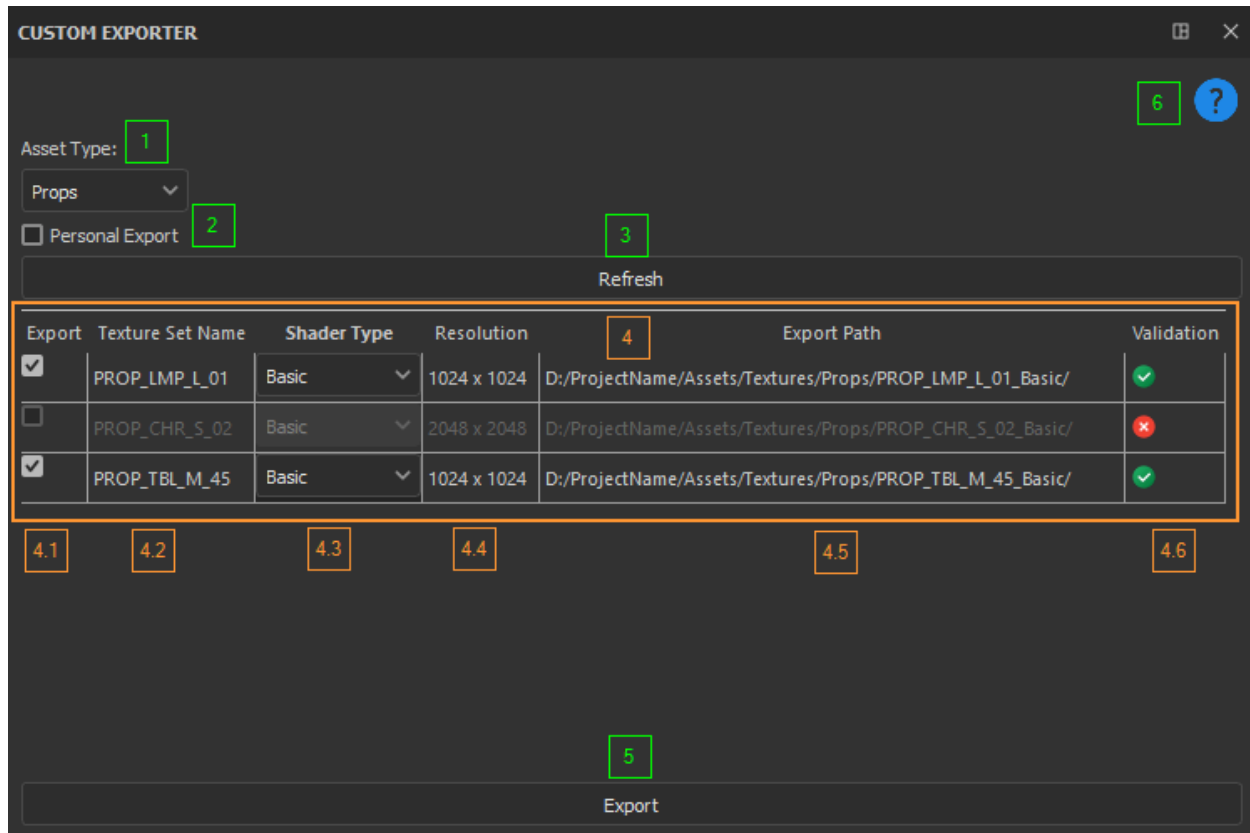 CUSTOM EXPORTER
6 ?
Asset Type: 1
Props
Personal Export 2
3
Refresh
Export Texture Set Name Shader Type Resolution 4 Export Path Validation
PROP_LMP_L_01 Basic 1024 x 1024 D:/ProjectName/Assets/Textures/Props/PROP_LMP_L_01_Basic/
PROP_CHR_S_02 Basic 2048 x 2048 D:/ProjectName/Assets/Textures/Props/PROP_CHR_S_02_Basic/
PROP_TBL_M_45 Basic 1024 x 1024 D:/ProjectName/Assets/Textures/Props/PROP_TBL_M_45_Basic/
4.1 4.2 4.3 4.4 4.5 4.6
5
Export